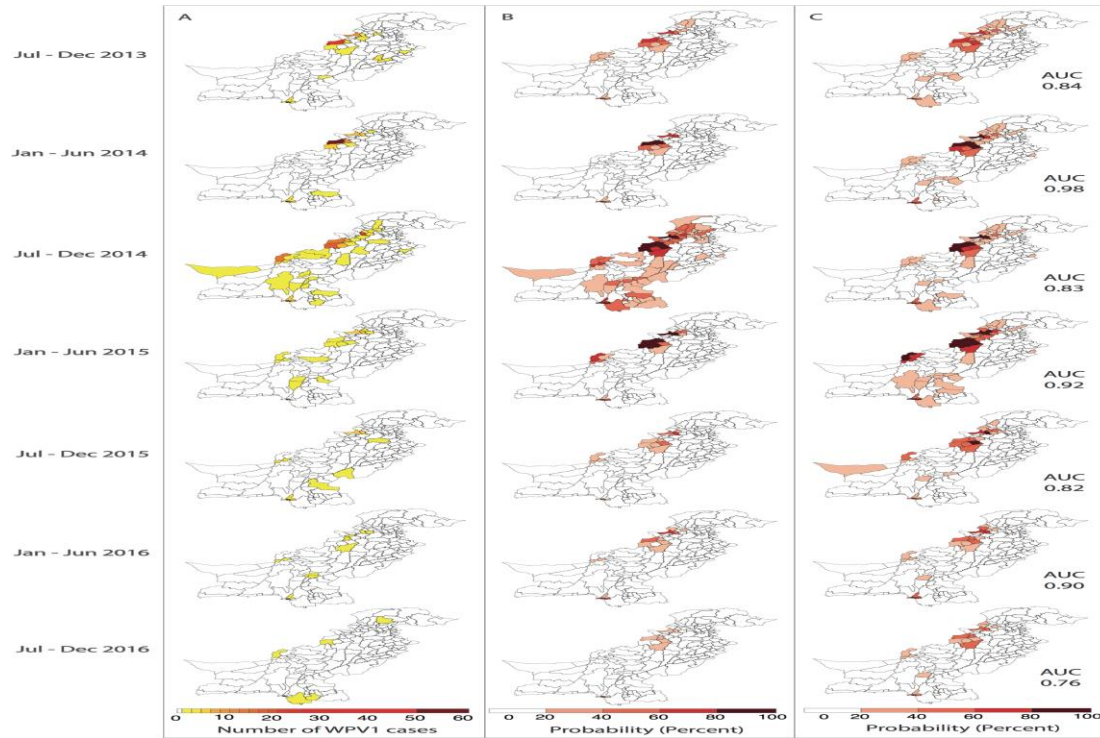 A
B
C
Jul - Dec 2013
AUC
0.84
Jan - Jun 2014
AUC
0.98
Jul - Dec 2014
AUC
0.83
Jan - Jun 2015
AUC
0.92
Jul - Dec 2015
AUC
0.82
Jan - Jun 2016
AUC
0.90
Jul - Dec 2016
AUC
0.76
0 10 20 30 40 50 60
Number of WPV1 cases
0 20 40 60 80 100
Probability (Percent)
0 20 40 60 80 100
Probability (Percent)